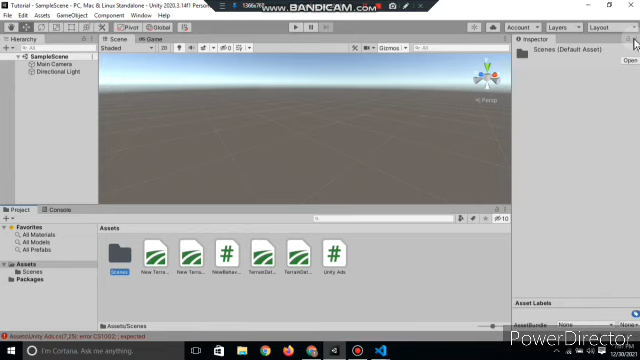 Tutorial - SampleScene - PC, Mac & Linux Standalone - Unity 2020.3.14f1 Person
1366x768
www.BANDICAM.com
File Edit Assets GameObject Component Window Help
Pivot Global
Account Layers Layout
Hierarchy
Scene Game
Inspector
All
Shaded 2D
0
Gizmos All
SampleScene
Main Camera
Directional Light
Persp
Scenes (Default Asset)
Open
Project Console
10
Favorites
All Materials
All Models
All Prefabs
Assets
Scenes
Packages
Assets
Scenes
New Terra...
New Terra...
NewBehav...
TerrainDat...
TerrainDat...
Unity Ads
Assets/Scenes
Asset Labels
AssetBundle None None
Assets\Unity Ads.cs(7,25): error CS1002: ; expected
I'm Cortana. Ask me anything.
12/30/2021
PowerDirector